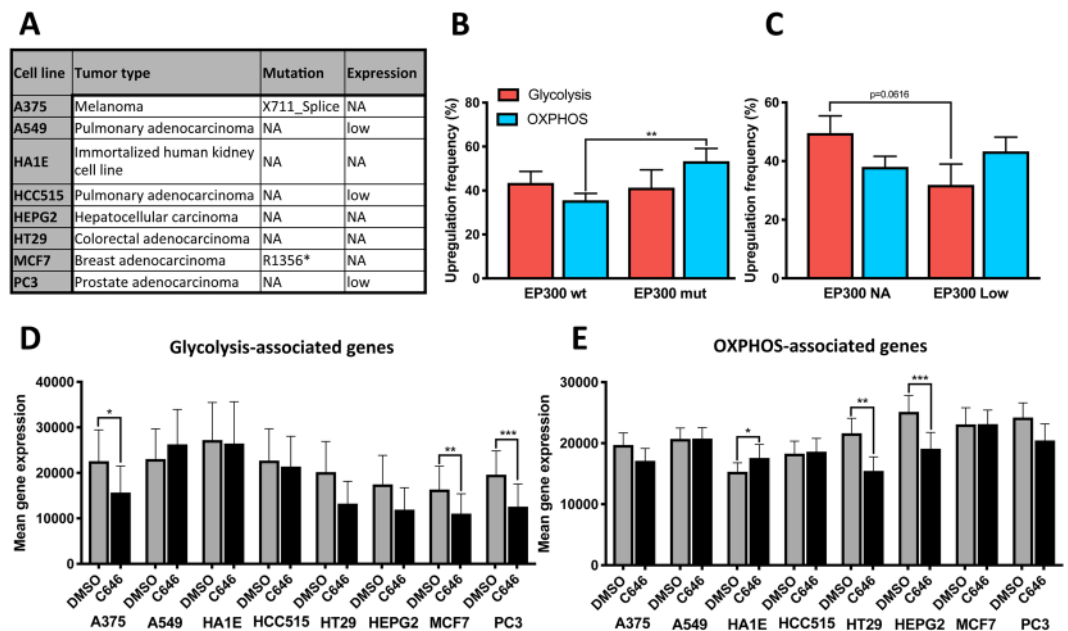 A
Cell line Tumor type Mutation Expression
A375 Melanoma X711_Splice NA
A549 Pulmonary adenocarcinoma NA low
HA1E Immortalized human kidney cell line NA NA
HCC515 Pulmonary adenocarcinoma NA low
HEPG2 Hepatocellular carcinoma NA NA
HT29 Colorectal adenocarcinoma NA NA
MCF7 Breast adenocarcinoma R1356* NA
PC3 Prostate adenocarcinoma NA low
B
Upregulation frequency (%)
80
60
40
20
0
Glycolysis
OXPHOS
**
EP300 wt EP300 mut
C
Upregulation frequency (%)
60
40
20
0
p=0.0616
EP300 NA EP300 Low
D
Glycolysis-associated genes
Mean gene expression
40000
30000
20000
10000
0
* ** ***
DMSO C646 DMSO C646 DMSO C646 DMSO C646 DMSO C646 DMSO C646 DMSO C646 DMSO C646
A375 A549 HA1E HCC515 HT29 HEPG2 MCF7 PC3
E
OXPHOS-associated genes
Mean gene expression
30000
20000
10000
0
* ** ***
DMSO C646 DMSO C646 DMSO C646 DMSO C646 DMSO C646 DMSO C646 DMSO C646 DMSO C646
A375 A549 HA1E HCC515 HT29 HEPG2 MCF7 PC3